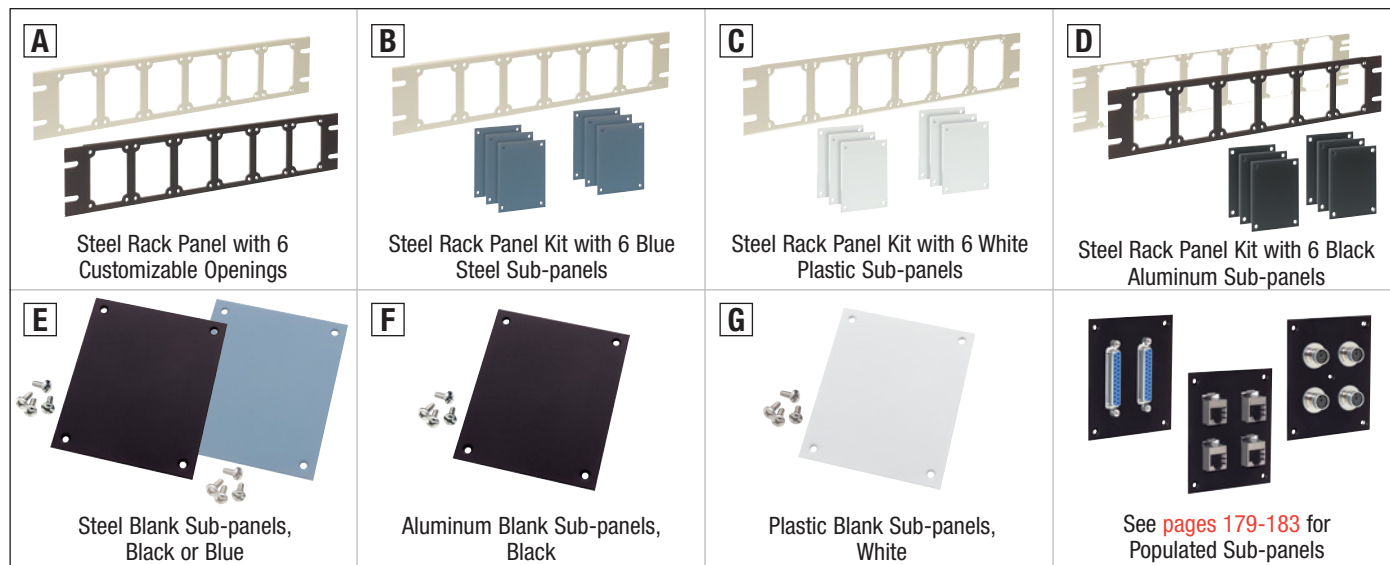 A
Steel Rack Panel with 6
Customizable Openings
B
Steel Rack Panel Kit with 6 Blue
Steel Sub-panels
C
Steel Rack Panel Kit with 6 White
Plastic Sub-panels
D
Steel Rack Panel Kit with 6 Black
Aluminum Sub-panels
E
Steel Blank Sub-panels,
Black or Blue
F
Aluminum Blank Sub-panels,
Black
G
Plastic Blank Sub-panels,
White
See pages 179-183 for
Populated Sub-panels